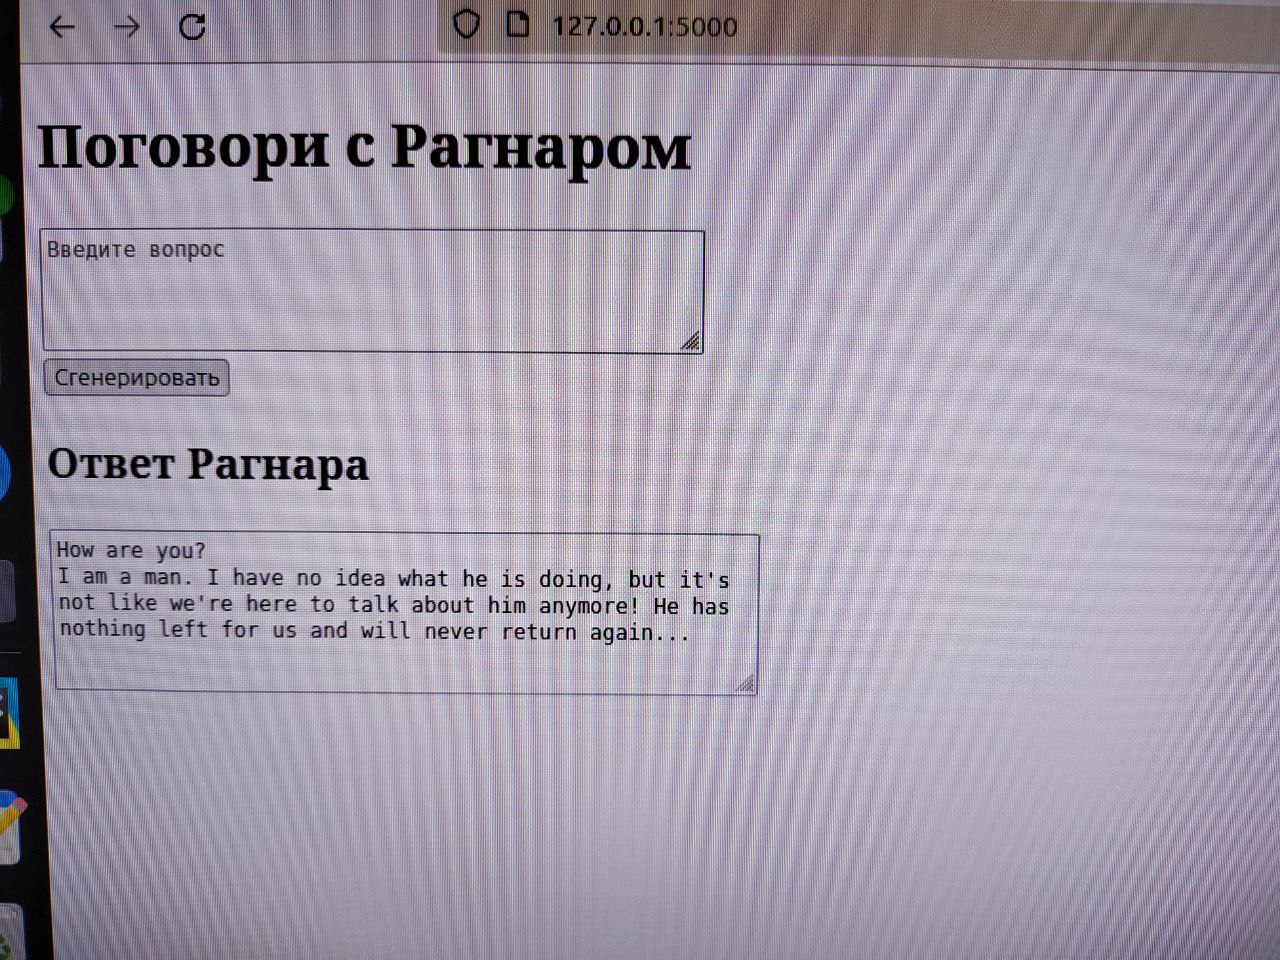 127.0.0.1:5000
Поговори с Рагнаром
Введите вопрос
Сгенерировать
Ответ Рагнара
How are you?
I am a man. I have no idea what he is doing, but it's
not like we're here to talk about him anymore! He has
nothing left for us and will never return again...